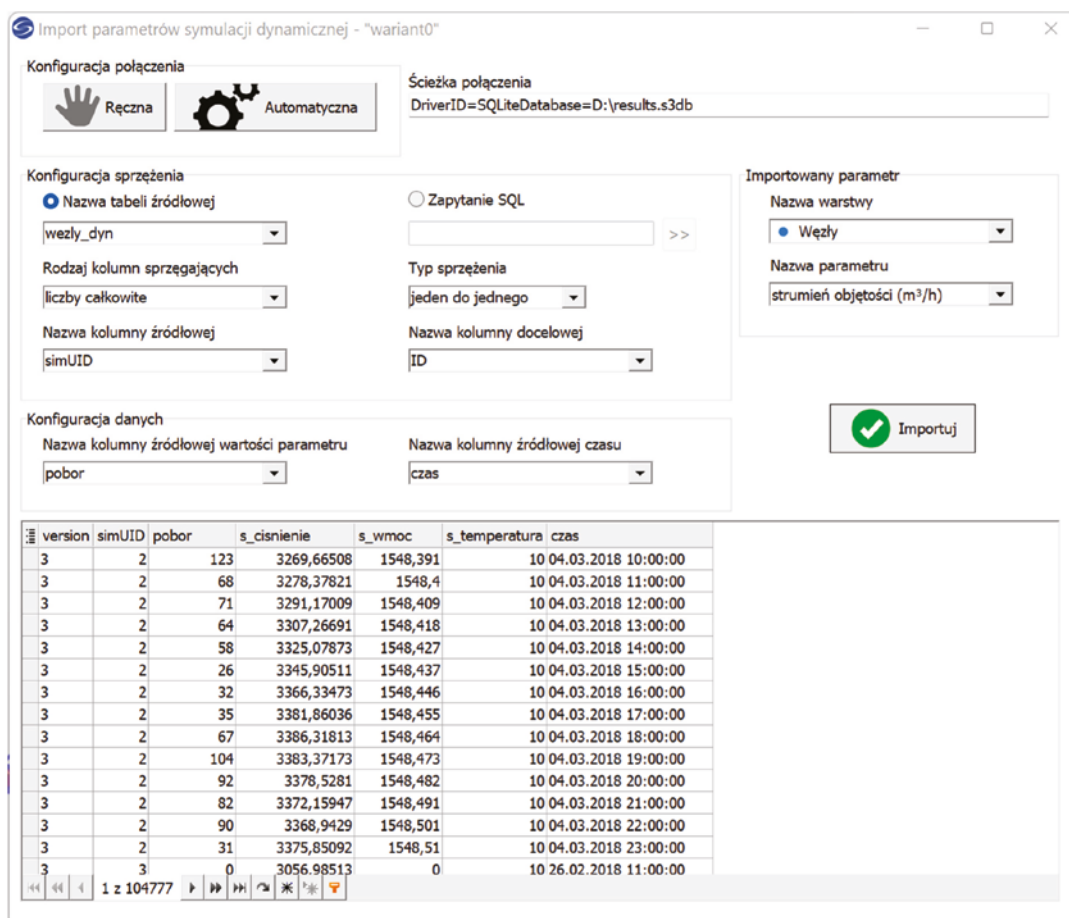 Import parametrów symulacji dynamicznej - "wariant0"
Konfiguracja połączenia
Ręczna
Automatyczna
Ścieżka połączenia
DriverID=SQLiteDatabase=D:\results.s3db
Konfiguracja sprzężenia
Nazwa tabeli źródłowej
Zapytanie SQL
wezly_dyn
>>
Rodzaj kolumn sprzęgających
Typ sprzężenia
liczby całkowite
jeden do jednego
Nazwa kolumny źródłowej
Nazwa kolumny docelowej
simUID
ID
Importowany parametr
Nazwa warstwy
Węzły
Nazwa parametru
strumień objętości (m³/h)
Konfiguracja danych
Nazwa kolumny źródłowej wartości parametru
Nazwa kolumny źródłowej czasu
pobor
czas
Importuj
version simUID pobor s_cisnienie s_wmoc s_temperatura czas
3 2 123 3269,66508 1548,391 10 04.03.2018 10:00:00
3 2 68 3278,37821 1548,4 10 04.03.2018 11:00:00
3 2 71 3291,17009 1548,409 10 04.03.2018 12:00:00
3 2 64 3307,26691 1548,418 10 04.03.2018 13:00:00
3 2 58 3325,07873 1548,427 10 04.03.2018 14:00:00
3 2 26 3345,90511 1548,437 10 04.03.2018 15:00:00
3 2 32 3366,33473 1548,446 10 04.03.2018 16:00:00
3 2 35 3381,86036 1548,455 10 04.03.2018 17:00:00
3 2 67 3386,31813 1548,464 10 04.03.2018 18:00:00
3 2 104 3383,37173 1548,473 10 04.03.2018 19:00:00
3 2 92 3378,5281 1548,482 10 04.03.2018 20:00:00
3 2 82 3372,15947 1548,491 10 04.03.2018 21:00:00
3 2 90 3368,9429 1548,501 10 04.03.2018 22:00:00
3 2 31 3375,85092 1548,51 10 04.03.2018 23:00:00
3 3 0 3056,98513 0 10 26.02.2018 11:00:00
1 z 104777